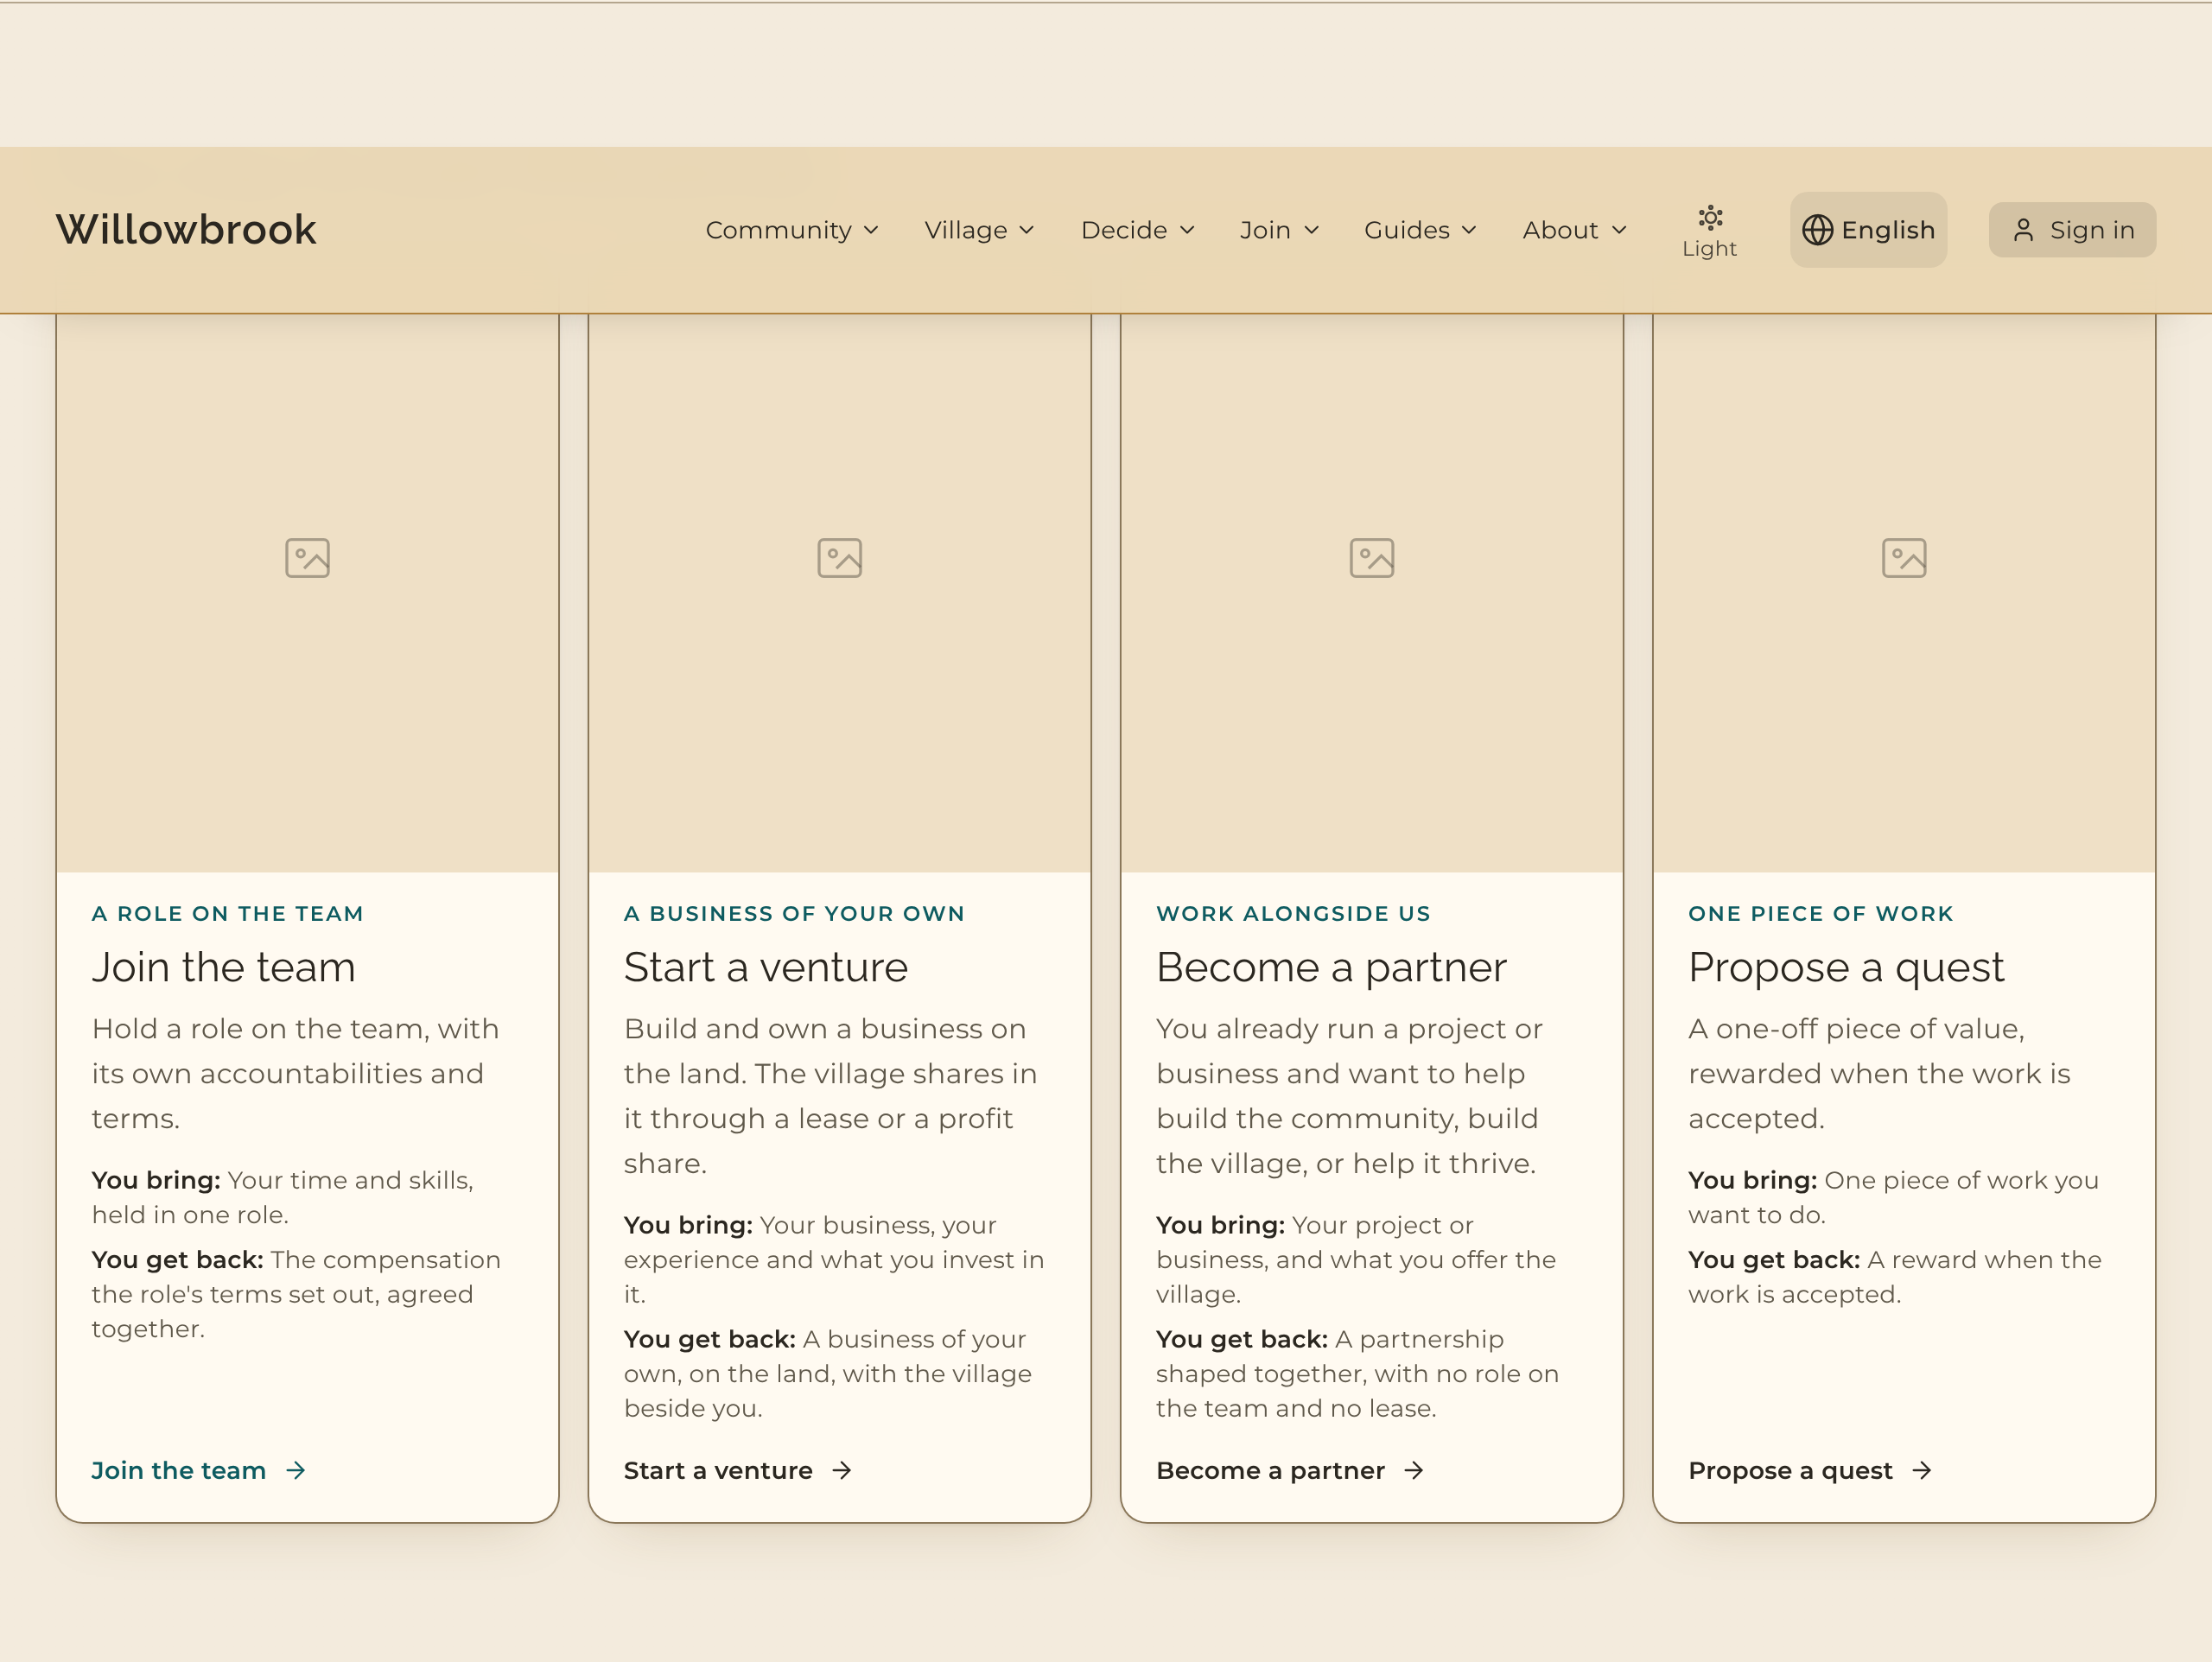 Willowbrook
Community
Village
Decide
Join
Guides
About
Light
English
Sign in
A ROLE ON THE TEAM
Join the team
Hold a role on the team, with
its own accountabilities and
terms.
You bring: Your time and skills,
held in one role.
You get back: The compensation
the role's terms set out, agreed
together.
Join the team
A BUSINESS OF YOUR OWN
Start a venture
Build and own a business on
the land. The village shares in
it through a lease or a profit
share.
You bring: Your business, your
experience and what you invest in
it.
You get back: A business of your
own, on the land, with the village
beside you.
Start a venture
WORK ALONGSIDE US
Become a partner
You already run a project or
business and want to help
build the community, build
the village, or help it thrive.
You bring: Your project or
business, and what you offer the
village.
You get back: A partnership
shaped together, with no role on
the team and no lease.
Become a partner
ONE PIECE OF WORK
Propose a quest
A one-off piece of value,
rewarded when the work is
accepted.
You bring: One piece of work you
want to do.
You get back: A reward when the
work is accepted.
Propose a quest